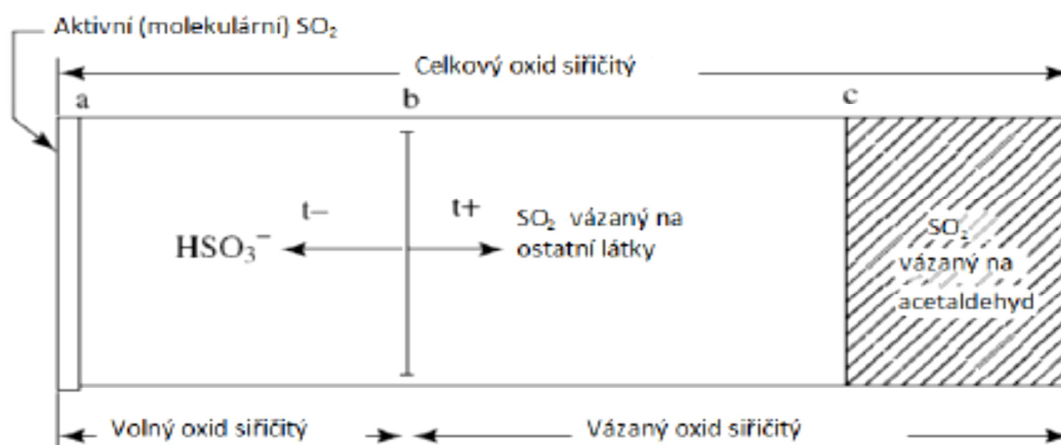 Aktivní (molekulární) SO₂
Celkový oxid siřičitý
a
b
c
t−
t+
HSO₃⁻
SO₂ vázaný na
ostatní látky
SO₂
vázaný na
acetaldehyd
Volný oxid siřičitý
Vázaný oxid siřičitý